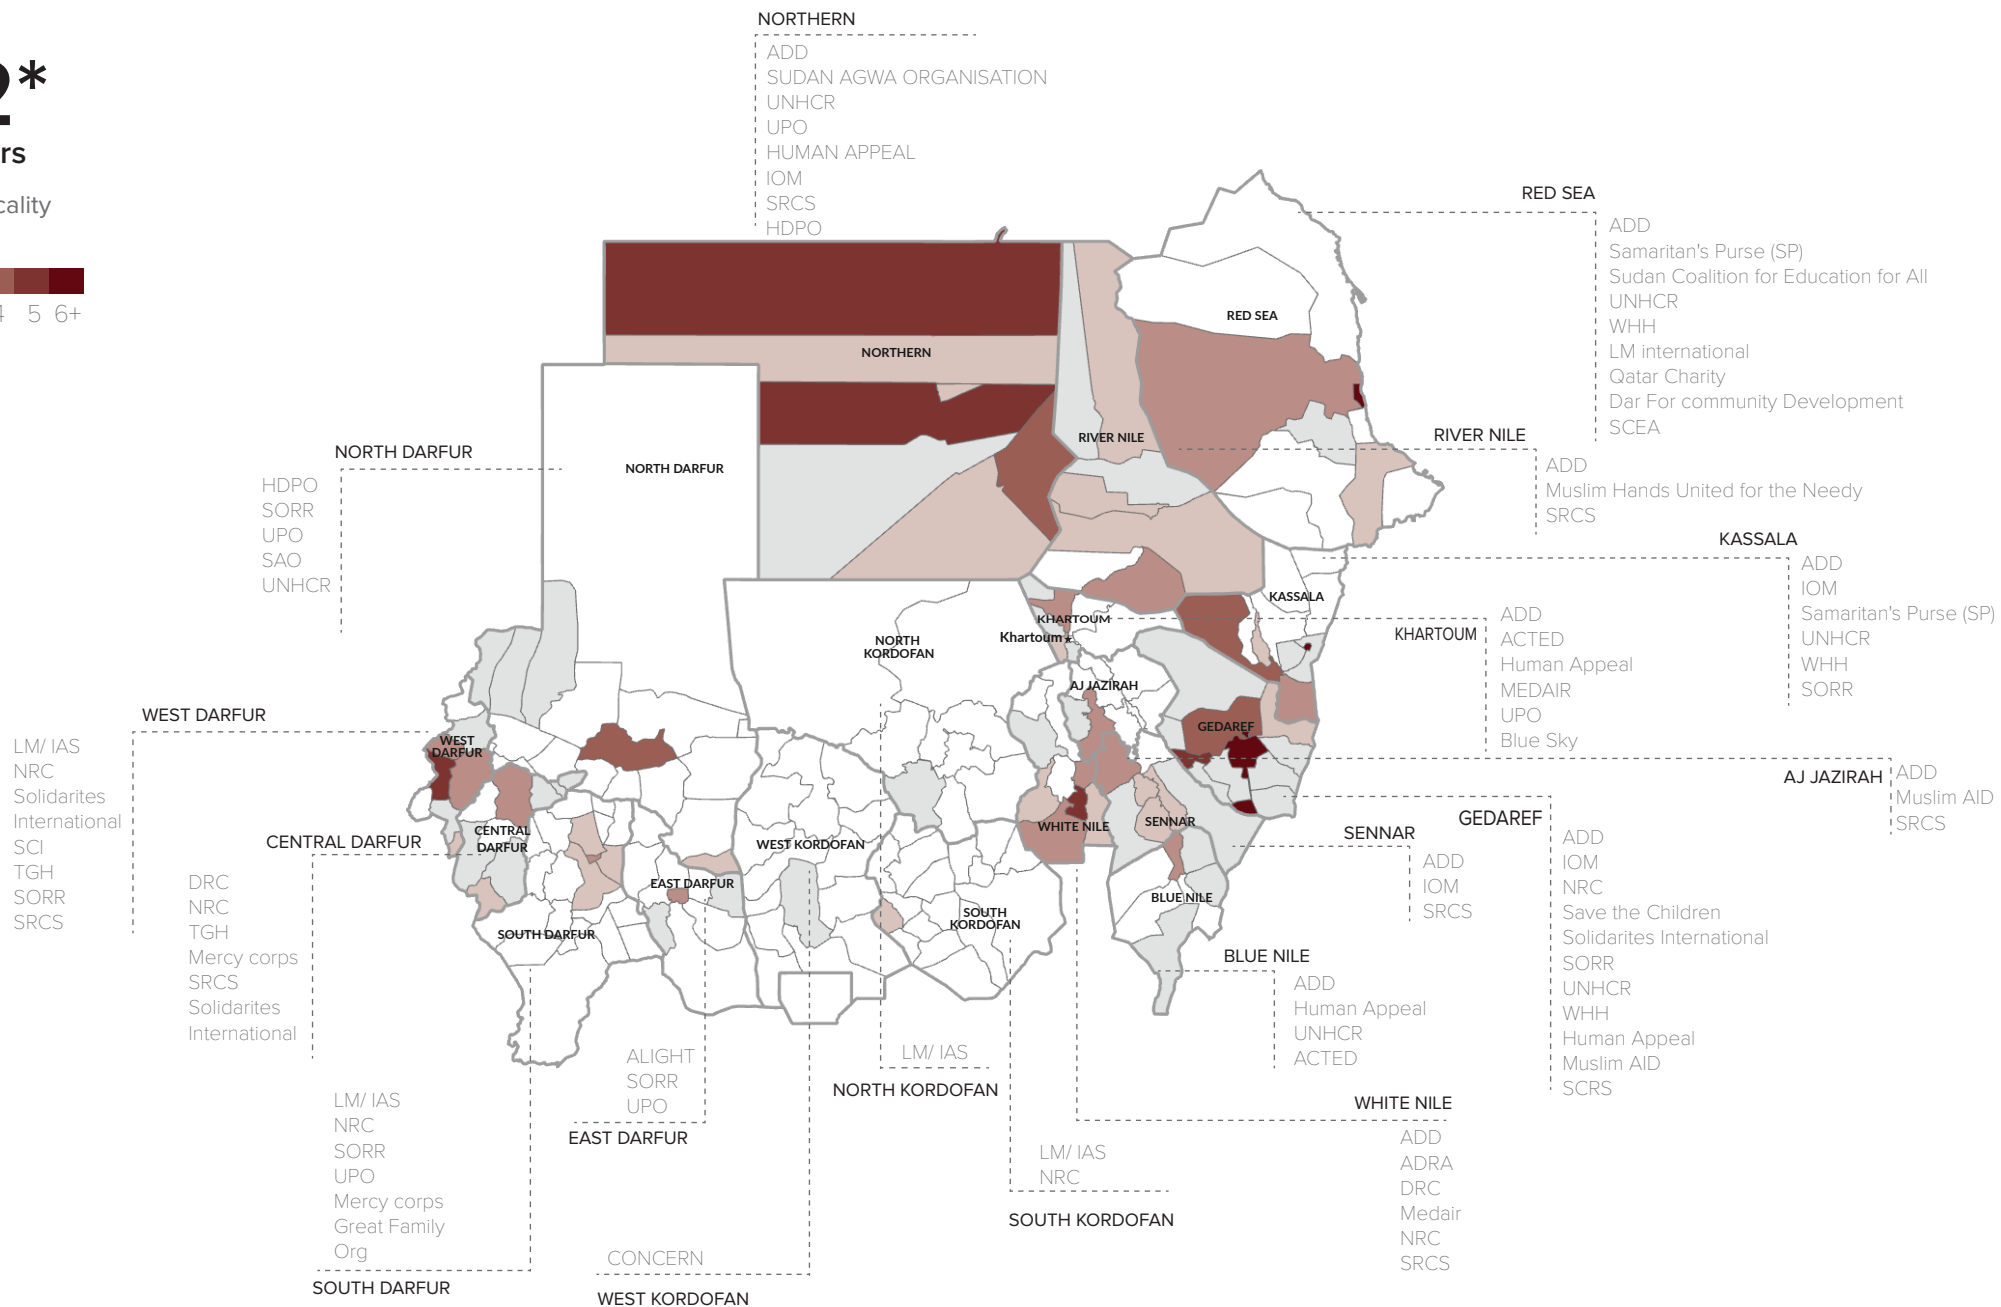 2*
rs
cality
4 5 6+
NORTHERN
ADD
SUDAN AGWA ORGANISATION
UNHCR
UPO
HUMAN APPEAL
IOM
SRCS
HDPO
RED SEA
ADD
Samaritan's Purse (SP)
Sudan Coalition for Education for All
UNHCR
WHH
LM international
Qatar Charity
Dar For community Development
SCEA
RIVER NILE
ADD
Muslim Hands United for the Needy
SRCS
KASSALA
ADD
IOM
Samaritan's Purse (SP)
UNHCR
WHH
SORR
KHARTOUM
ADD
ACTED
Human Appeal
MEDAIR
UPO
Blue Sky
AJ JAZIRAH
ADD
Muslim AID
SRCS
GEDAREF
ADD
IOM
NRC
Save the Children
Solidarites International
SORR
UNHCR
WHH
Human Appeal
Muslim AID
SCRS
SENNAR
ADD
IOM
SRCS
BLUE NILE
ADD
Human Appeal
UNHCR
ACTED
WHITE NILE
ADD
ADRA
DRC
Medair
NRC
SRCS
LM/ IAS
NRC
SOUTH KORDOFAN
LM/ IAS
NORTH KORDOFAN
CONCERN
WEST KORDOFAN
ALIGHT
SORR
UPO
EAST DARFUR
LM/ IAS
NRC
SORR
UPO
Mercy corps
Great Family
Org
SOUTH DARFUR
CENTRAL DARFUR
DRC
NRC
TGH
Mercy corps
SRCS
Solidarites
International
WEST DARFUR
LM/ IAS
NRC
Solidarites
International
SCI
TGH
SORR
SRCS
NORTH DARFUR
HDPO
SORR
UPO
SAO
UNHCR
RED SEA
NORTHERN
RIVER NILE
NORTH DARFUR
KASSALA
KHARTOUM
Khartoum
NORTH
KORDOFAN
AJ JAZIRAH
GEDAREF
WEST
DARFUR
CENTRAL
DARFUR
WHITE NILE
SENNAR
WEST KORDOFAN
EAST DARFUR
BLUE NILE
SOUTH
KORDOFAN
SOUTH DARFUR